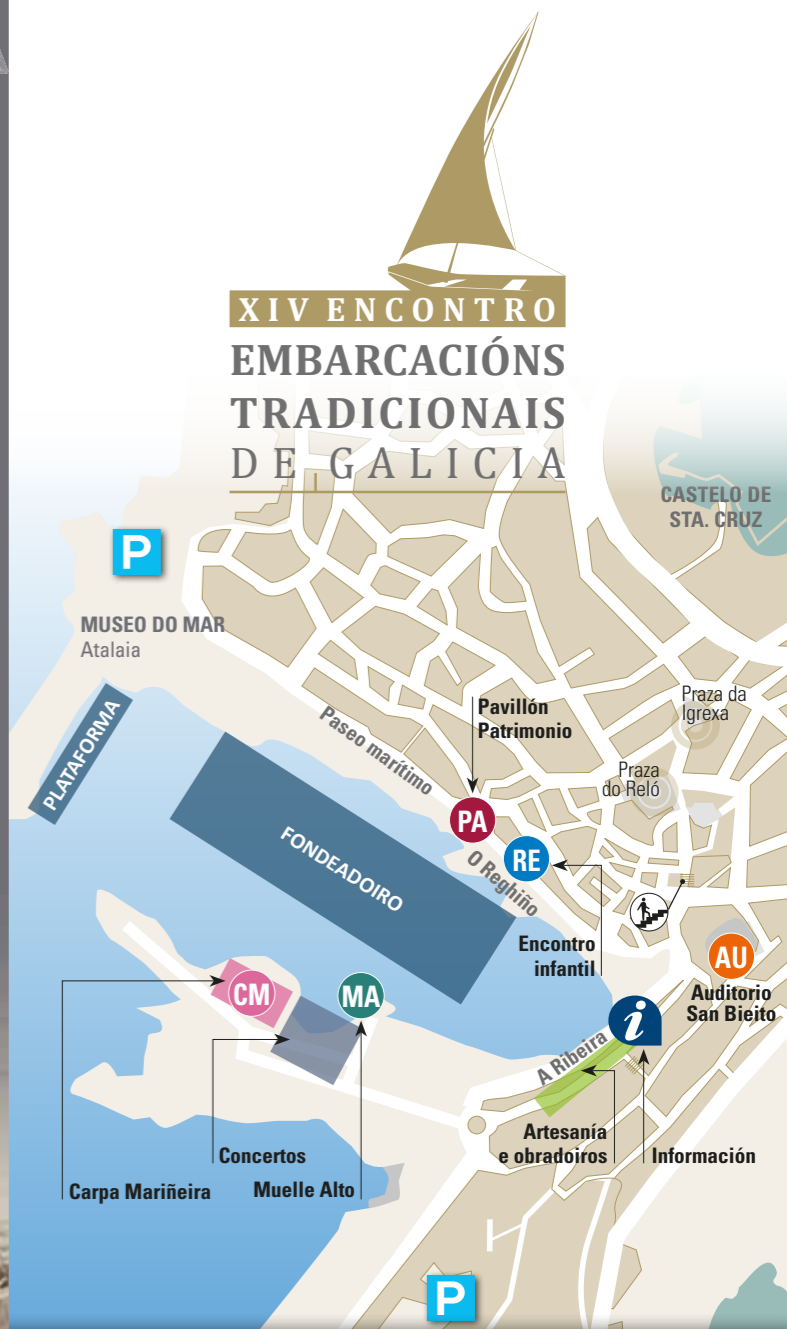 XIV ENCONTRO
EMBARCACIÓNS
TRADICIONAIS
DE GALICIA
CASTELO DE
STA. CRUZ
P
MUSEO DO MAR
Atalaia
PLATAFORMA
Paseo marítimo
Pavillón
Patrimonio
Praza da
Igrexa
Praza
do Reló
PA
RE
O Reghiño
FONDEADOIRO
Encontro
infantil
AU
Auditorio
San Bieito
CM
MA
i
A Ribeira
Artesanía
e obradoiros
Información
Concertos
Carpa Mariñeira
Muelle Alto
P